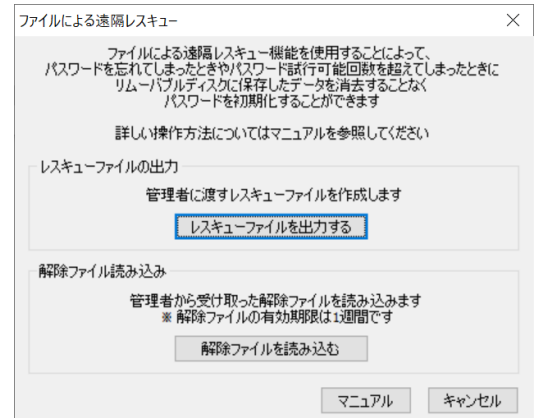 ファイルによる遠隔レスキュー
ファイルによる遠隔レスキュー機能を使用することによって、
パスワードを忘れてしまったときやパスワード試行可能回数を超えてしまったときに
リムーバブルディスクに保存したデータを消去することなく
パスワードを初期化することができます
詳しい操作方法についてはマニュアルを参照してください
レスキューファイルの出力
管理者に渡すレスキューファイルを作成します
レスキューファイルを出力する
解除ファイル読み込み
管理者から受け取った解除ファイルを読み込みます
※ 解除ファイルの有効期限は1週間です
解除ファイルを読み込む
マニュアル
キャンセル